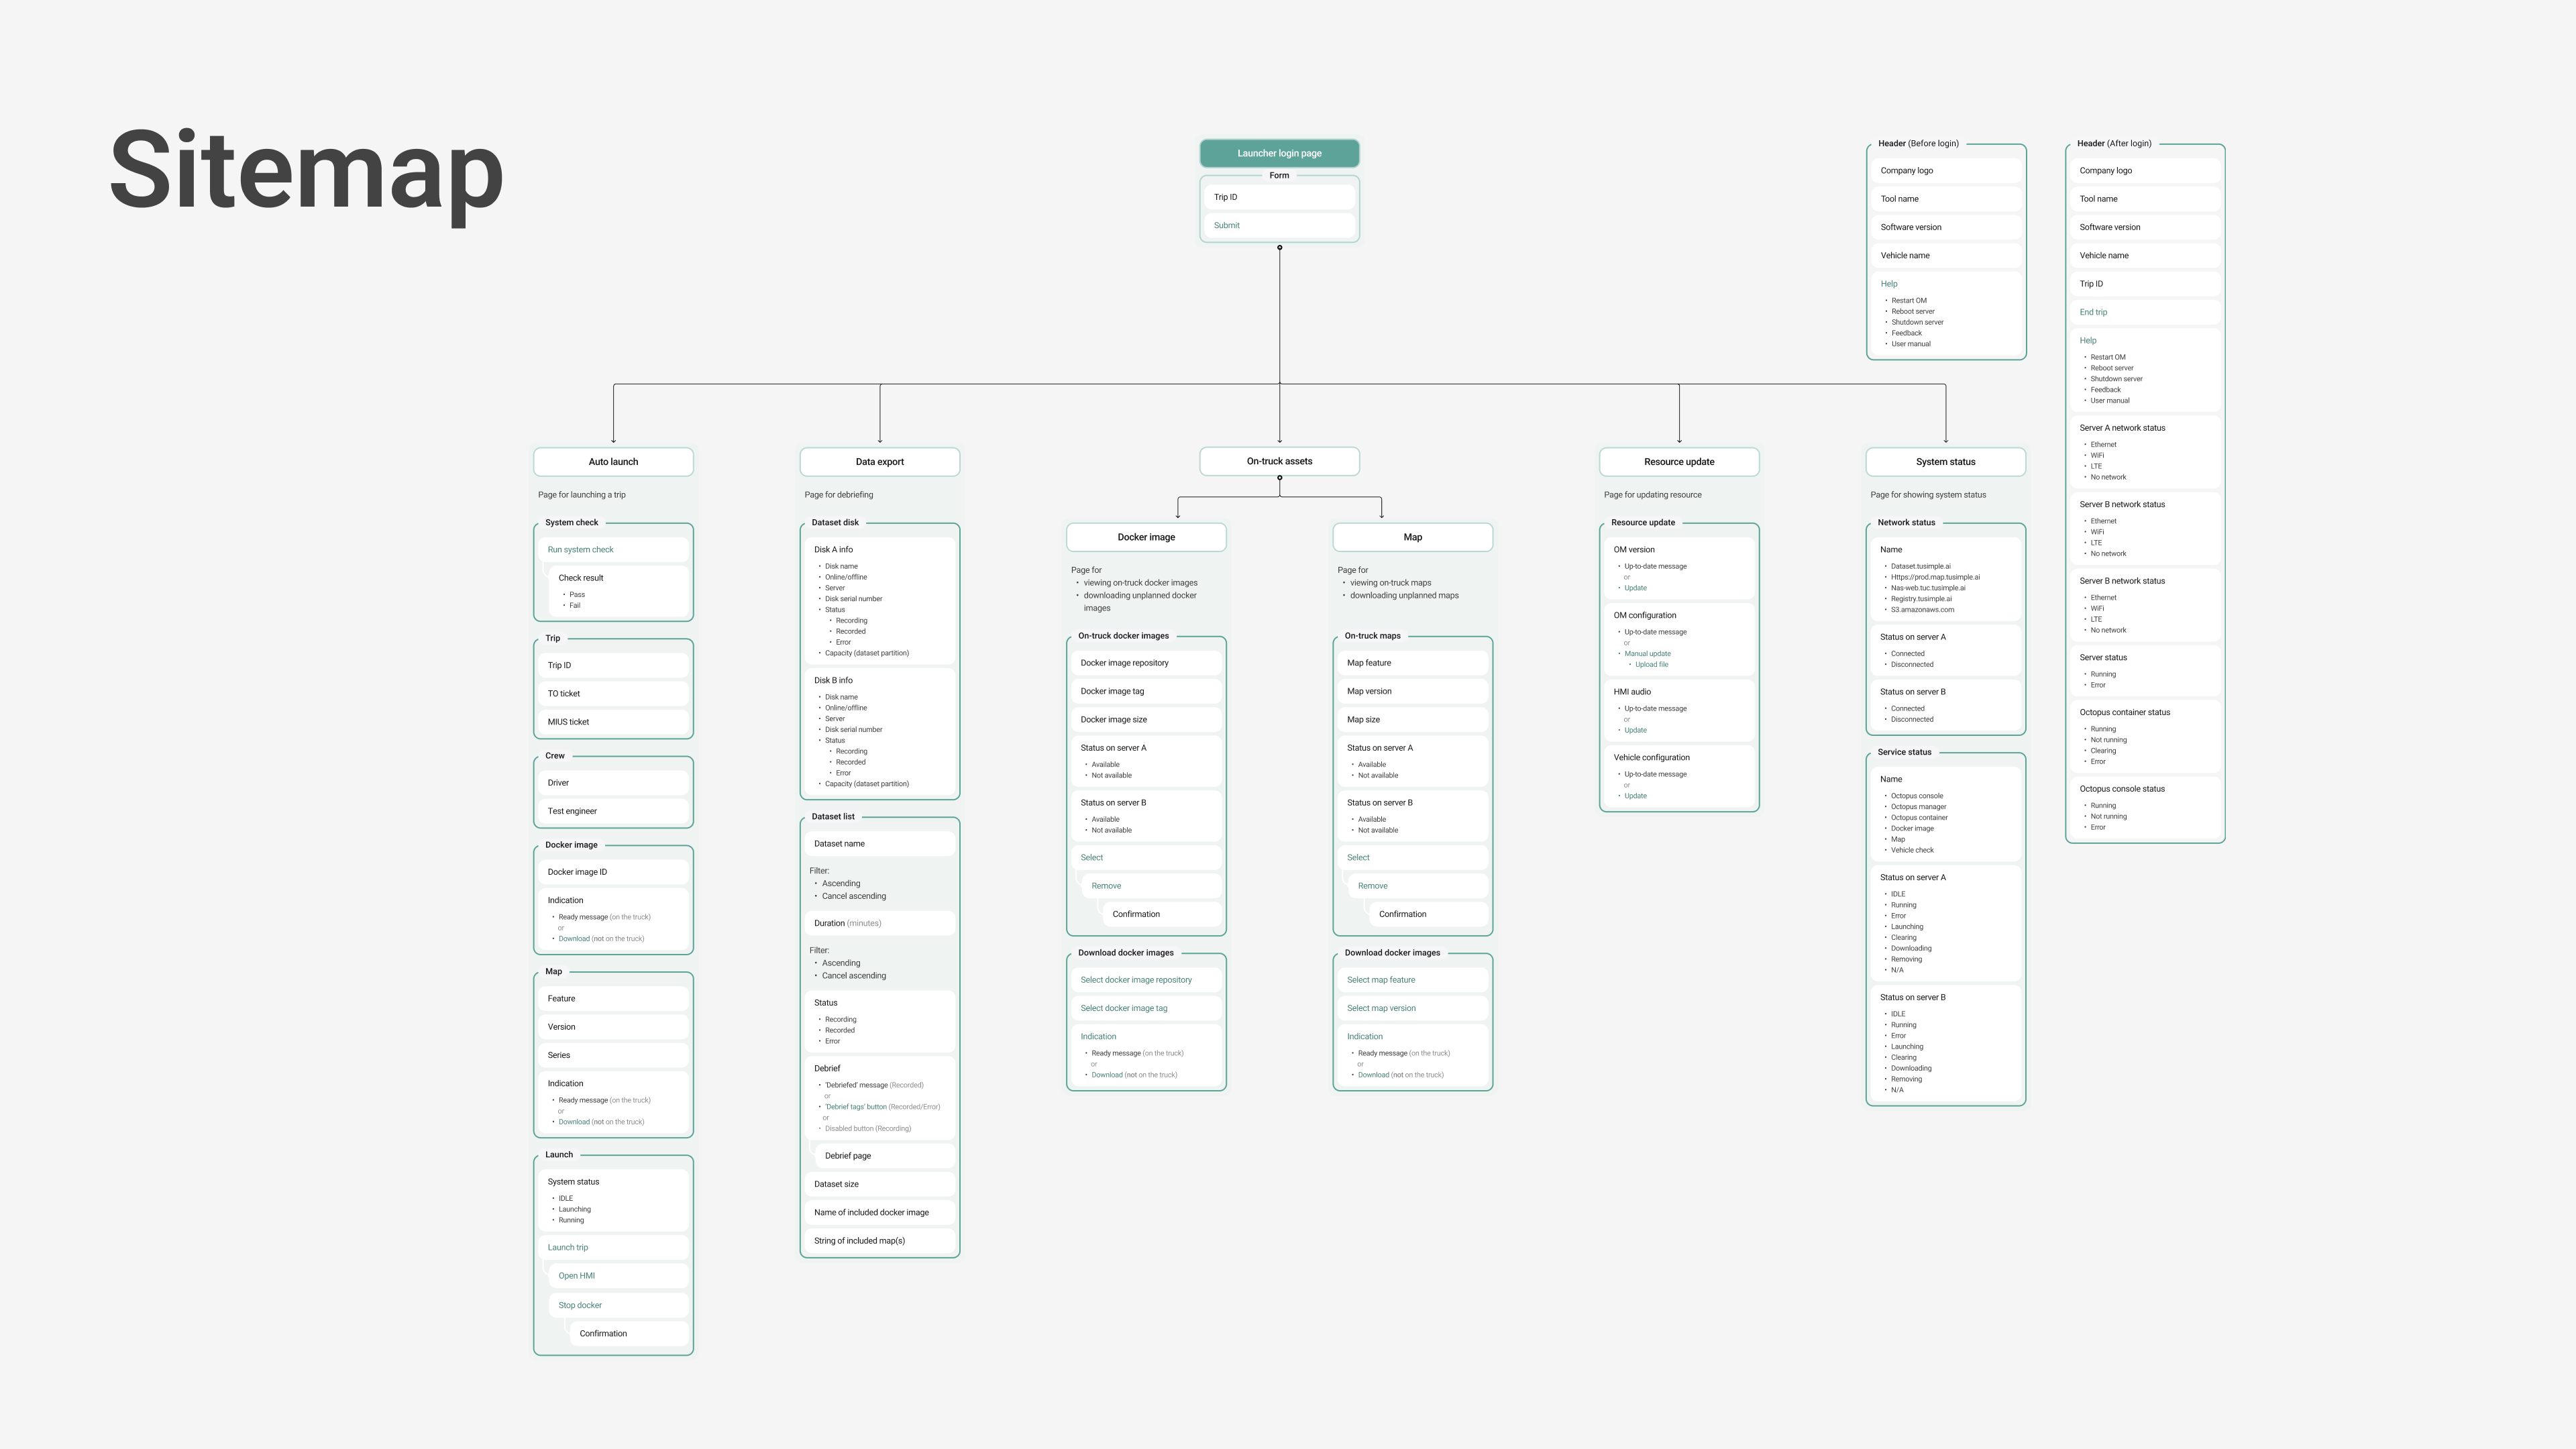 Sitemap
Launcher login page
Form
Trip ID
Submit
Header (Before login)
Company logo
Tool name
Software version
Vehicle name
Help
• Restart OM
• Reboot server
• Shutdown server
• Feedback
• User manual
Header (After login)
Company logo
Tool name
Software version
Vehicle name
Trip ID
End trip
Help
• Restart OM
• Reboot server
• Shutdown server
• Feedback
• User manual
Server A network status
• Ethernet
• WiFi
• LTE
• No network
Server B network status
• Ethernet
• WiFi
• LTE
• No network
Server B network status
• Ethernet
• WiFi
• LTE
• No network
Server status
• Running
• Error
Octopus container status
• Running
• Not running
• Clearing
• Error
Octopus console status
• Running
• Not running
• Error
Auto launch
Page for launching a trip
System check
Run system check
Check result
• Pass
• Fail
Trip
Trip ID
TO ticket
MIUS ticket
Crew
Driver
Test engineer
Docker image
Docker image ID
Indication
• Ready message (on the truck)
or
• Download (not on the truck)
Map
Feature
Version
Series
Indication
• Ready message (on the truck)
or
• Download (not on the truck)
Launch
System status
• IDLE
• Launching
• Running
Launch trip
Open HMI
Stop docker
Confirmation
Data export
Page for debriefing
Dataset disk
Disk A info
• Disk name
• Online/offline
• Server
• Disk serial number
• Status
• Recording
• Recorded
• Error
• Capacity (dataset partition)
Disk B info
• Disk name
• Online/offline
• Server
• Disk serial number
• Status
• Recording
• Recorded
• Error
• Capacity (dataset partition)
Dataset list
Dataset name
Filter:
• Ascending
• Cancel ascending
Duration (minutes)
Filter:
• Ascending
• Cancel ascending
Status
• Recording
• Recorded
• Error
Debrief
• 'Debriefed' message (Recorded)
or
• 'Debrief tags' button (Recorded/Error)
or
• Disabled button (Recording)
Debrief page
Dataset size
Name of included docker image
String of included map(s)
On-truck assets
Docker image
Page for
• viewing on-truck docker images
• downloading unplanned docker
images
On-truck docker images
Docker image repository
Docker image tag
Docker image size
Status on server A
• Available
• Not available
Status on server B
• Available
• Not available
Select
Remove
Confirmation
Download docker images
Select docker image repository
Select docker image tag
Indication
• Ready message (on the truck)
or
• Download (not on the truck)
Map
Page for
• viewing on-truck maps
• downloading unplanned maps
On-truck maps
Map feature
Map version
Map size
Status on server A
• Available
• Not available
Status on server B
• Available
• Not available
Select
Remove
Confirmation
Download docker images
Select map feature
Select map version
Indication
• Ready message (on the truck)
or
• Download (not on the truck)
Resource update
Page for updating resource
Resource update
OM version
• Up-to-date message
or
• Update
OM configuration
• Up-to-date message
or
• Manual update
• Upload file
HMI audio
• Up-to-date message
or
• Update
Vehicle configuration
• Up-to-date message
or
• Update
System status
Page for showing system status
Network status
Name
• Dataset.tusimple.ai
• Https://prod.map.tusimple.ai
• Nas-web.tuc.tusimple.ai
• Registry.tusimple.ai
• S3.amazonaws.com
Status on server A
• Connected
• Disconnected
Status on server B
• Connected
• Disconnected
Service status
Name
• Octopus console
• Octopus manager
• Octopus container
• Docker image
• Map
• Vehicle check
Status on server A
• IDLE
• Running
• Error
• Launching
• Clearing
• Downloading
• Removing
• N/A
Status on server B
• IDLE
• Running
• Error
• Launching
• Clearing
• Downloading
• Removing
• N/A